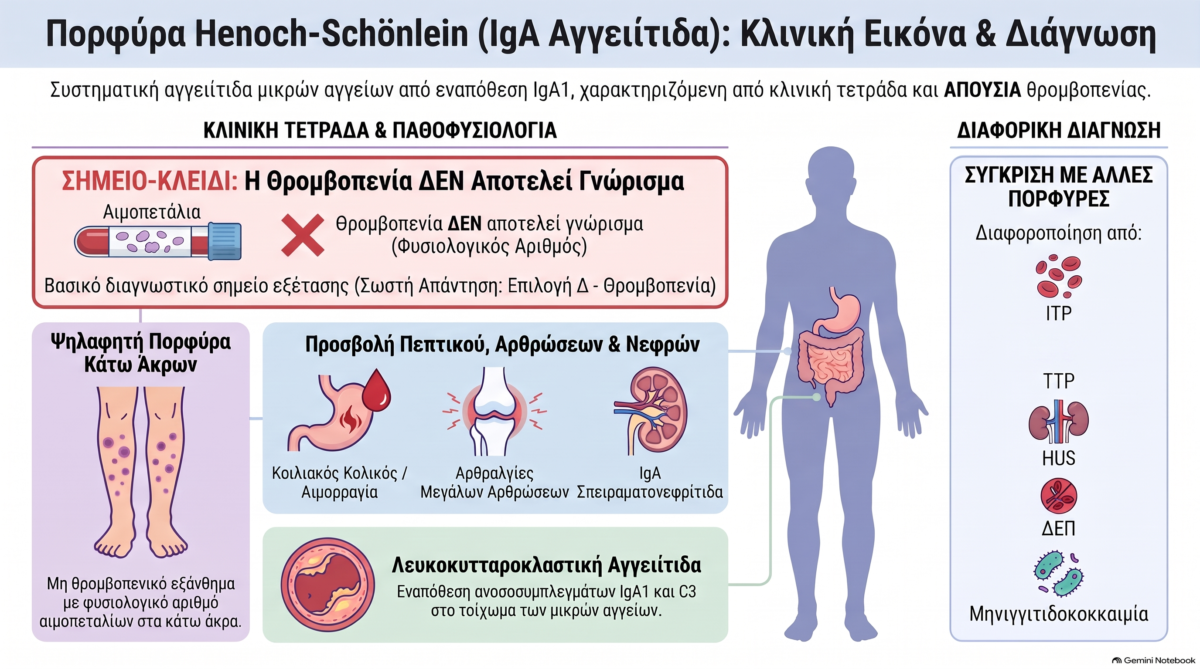 Πορφύρα Henoch-Schönlein (IgA Αγγειίτιδα): Κλινική Εικόνα & Διάγνωση
Συστηματική αγγειίτιδα μικρών αγγείων από εναπόθεση IgA1, χαρακτηριζόμενη από κλινική τετράδα και ΑΠΟΥΣΙΑ θρομβοπενίας.
ΚΛΙΝΙΚΗ ΤΕΤΡΑΔΑ & ΠΑΘΟΦΥΣΙΟΛΟΓΙΑ
ΣΗΜΕΙΟ-ΚΛΕΙΔΙ: Η Θρομβοπενία ΔΕΝ Αποτελεί Γνώρισμα
Αιμοπετάλια
Θρομβοπενία ΔΕΝ αποτελεί γνώρισμα
(Φυσιολογικός Αριθμός)
Βασικό διαγνωστικό σημείο εξέτασης (Σωστή Απάντηση: Επιλογή Δ - Θρομβοπενία)
Ψηλαφητή Πορφύρα
Κάτω Άκρων
Μη θρομβοπενικό εξάνθημα
με φυσιολογικό αριθμό
αιμοπεταλίων στα κάτω άκρα.
Προσβολή Πεπτικού, Αρθρώσεων & Νεφρών
Κοιλιακός Κολικός /
Αιμορραγία
Αρθραλγίες
Μεγάλων Αρθρώσεων
IgA
Σπειραματονεφρίτιδα
Λευκοκυτταροκλαστική Αγγειίτιδα
Εναπόθεση ανοσοσυμπλεγμάτων IgA1 και C3
στο τοίχωμα των μικρών αγγείων.
ΔΙΑΦΟΡΙΚΗ ΔΙΑΓΝΩΣΗ
ΣΥΓΚΡΙΣΗ ΜΕ ΑΛΛΕΣ
ΠΟΡΦΥΡΕΣ
Διαφοροποίηση από:
ITP
TTP
HUS
ΔΕΠ
Μηνιγγιτιδοκοκκαιμία
Gemini Notebook